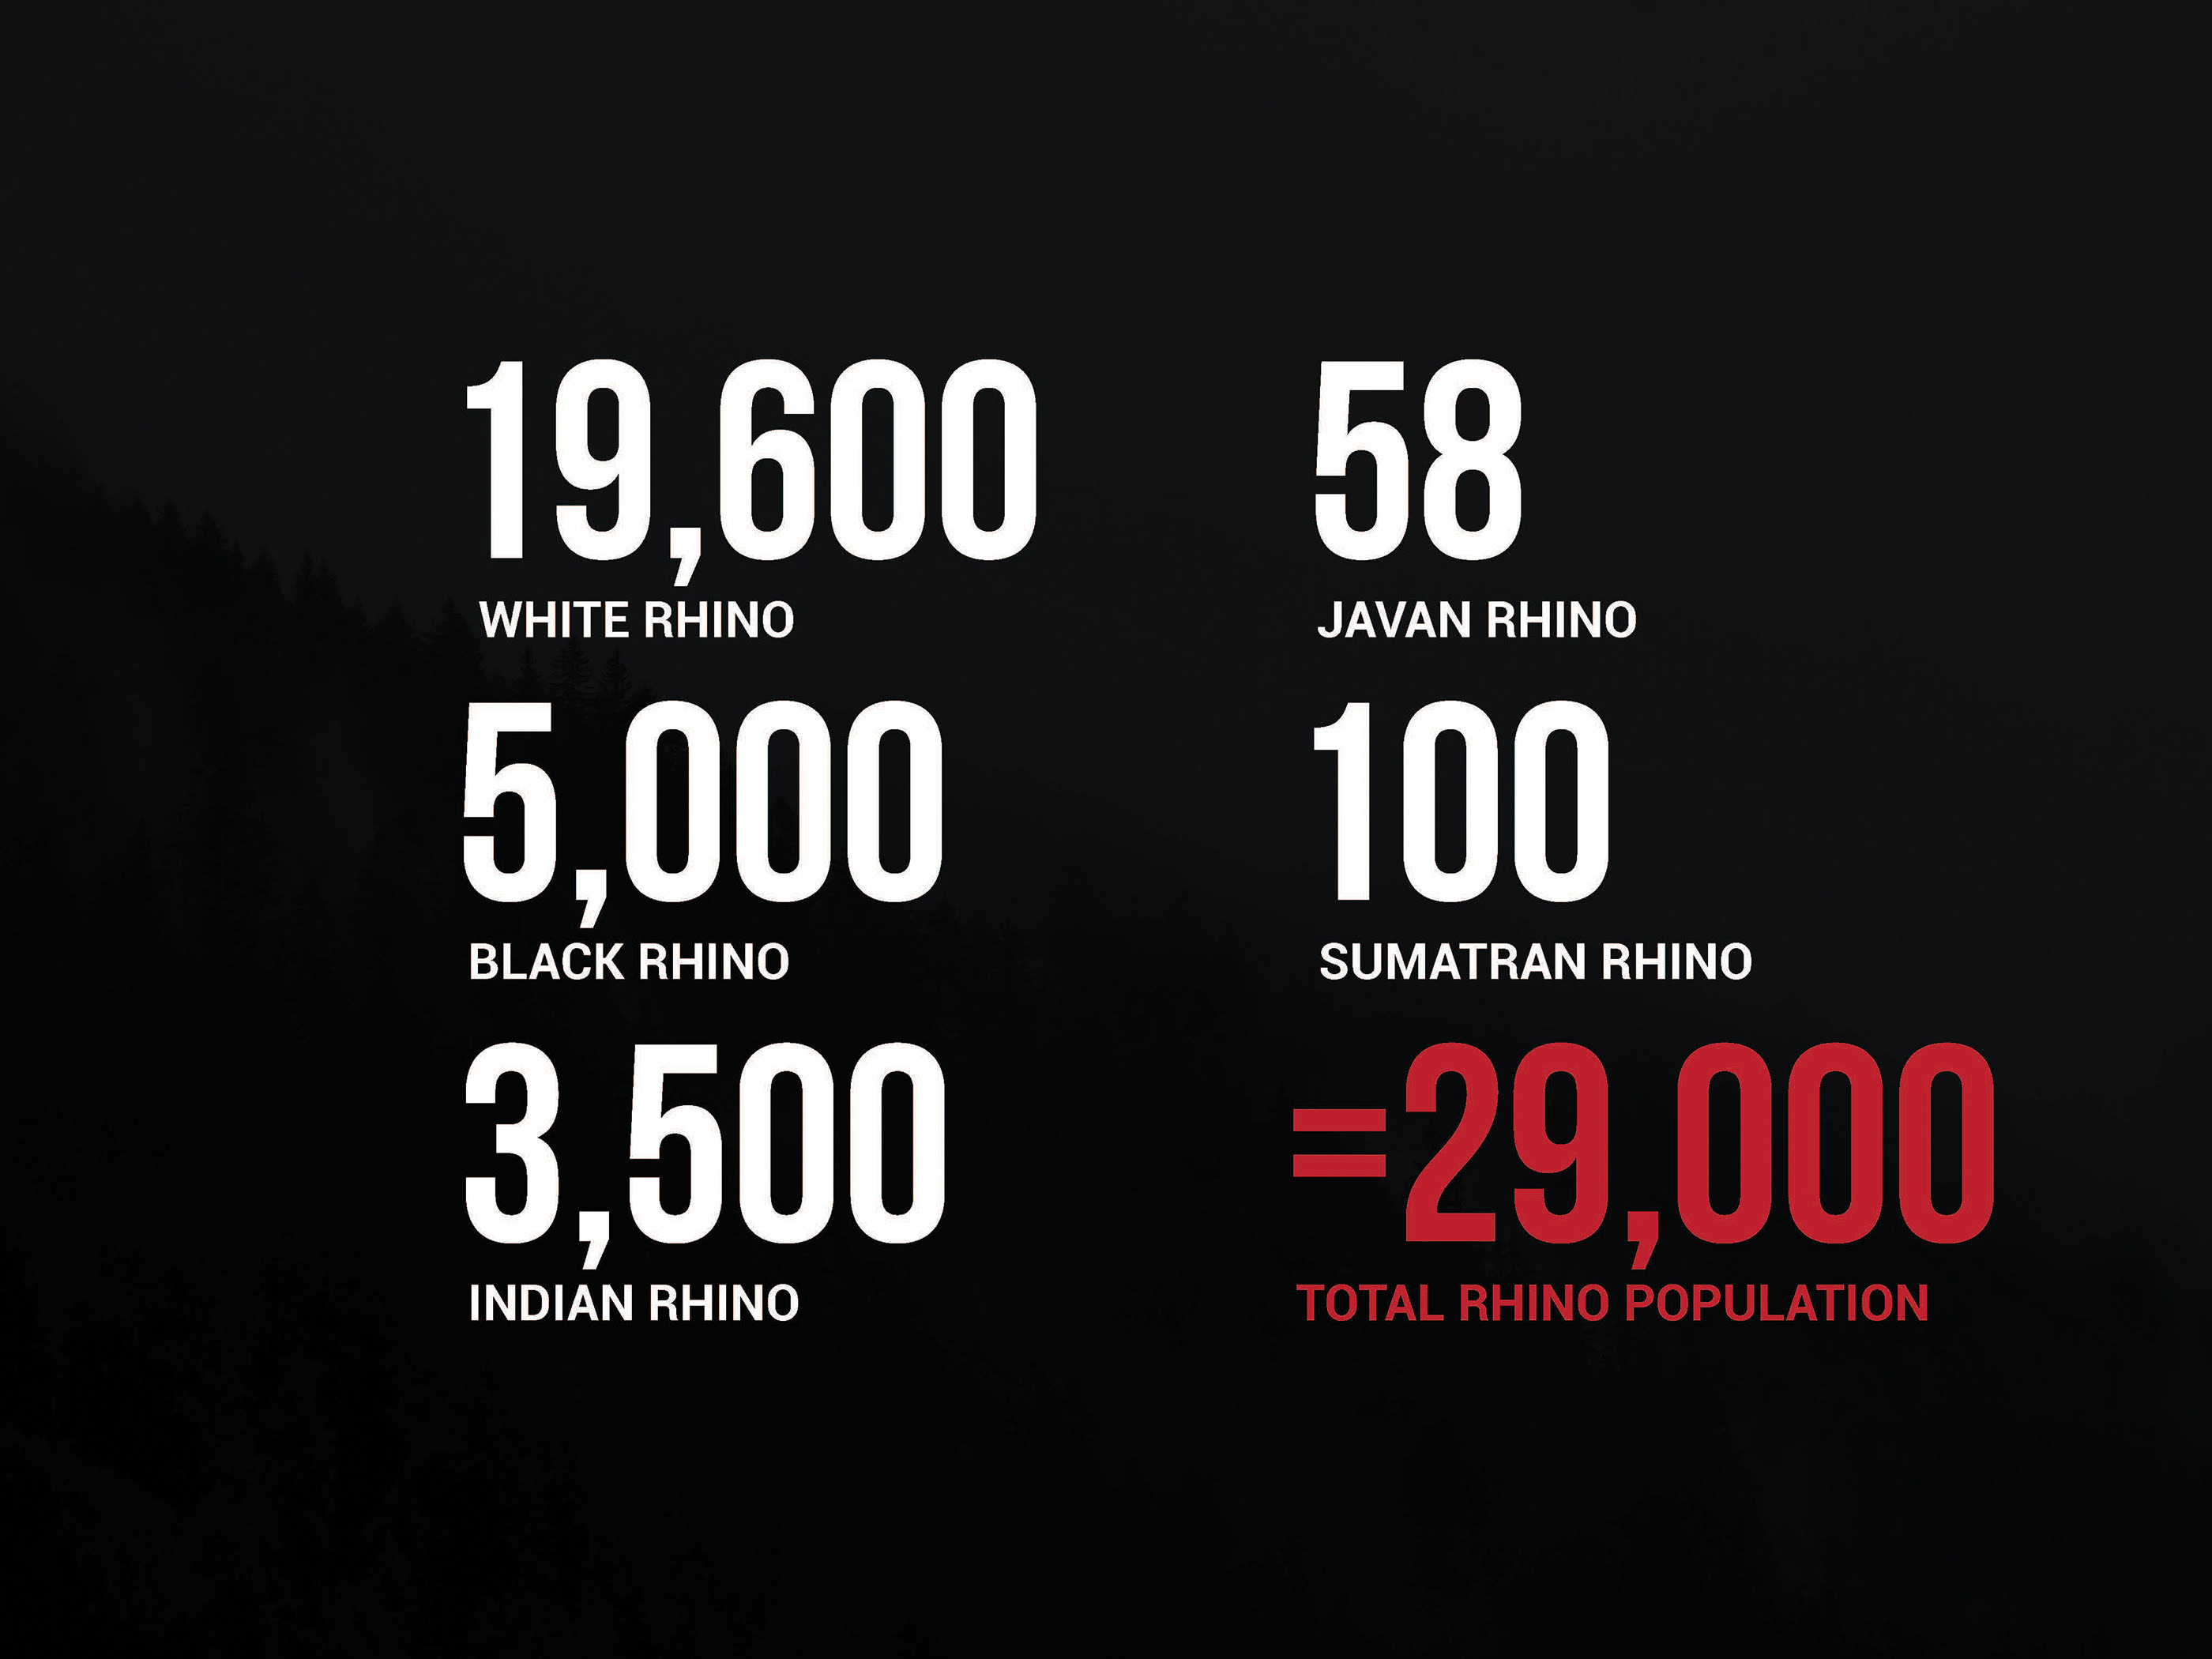 19,600
WHITE RHINO
5,000
BLACK RHINO
3,500
INDIAN RHINO
58
JAVAN RHINO
100
SUMATRAN RHINO
=29,000
TOTAL RHINO POPULATION